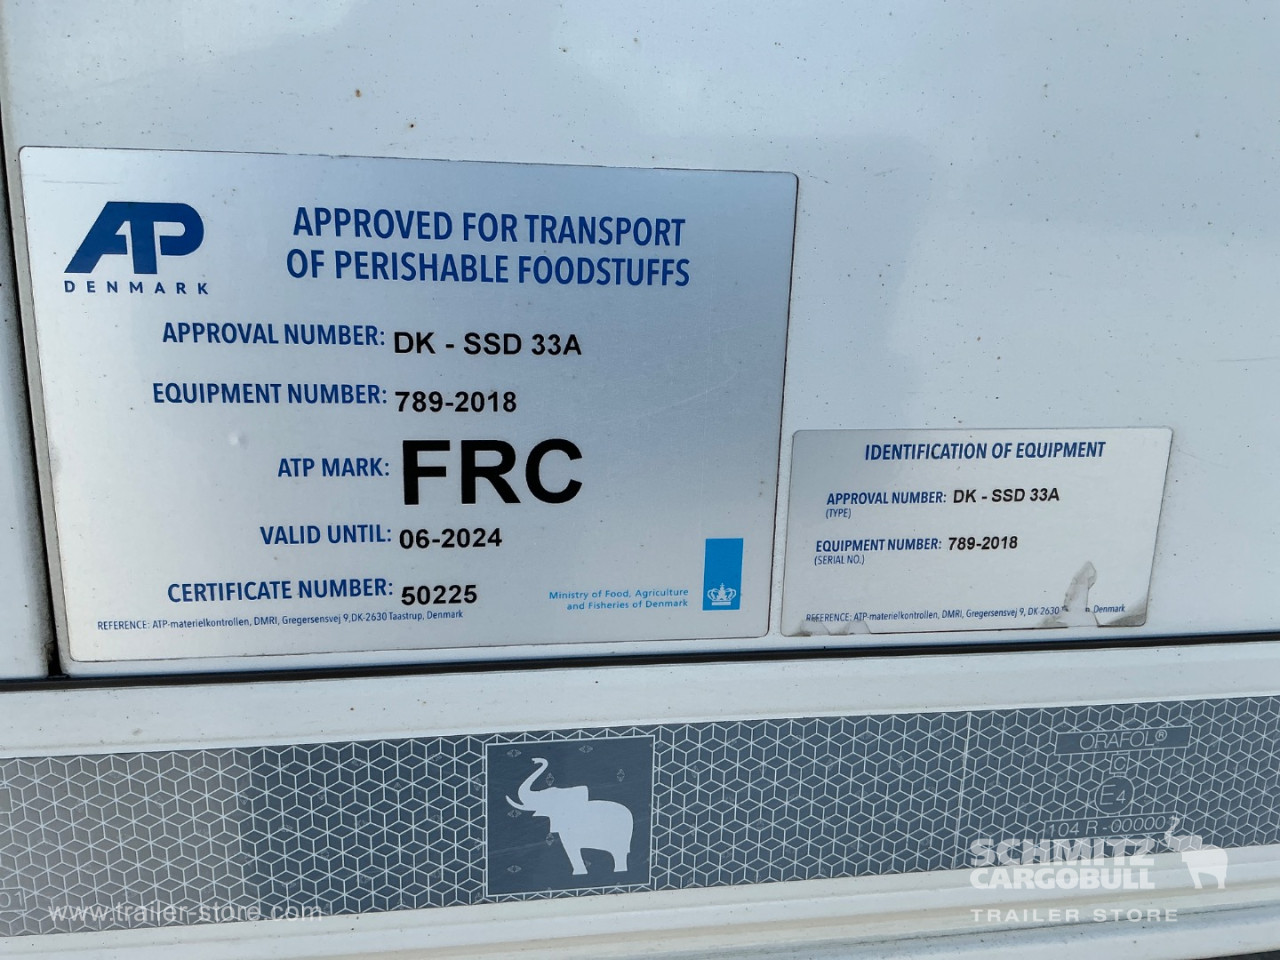 ATP
DENMARK
APPROVED FOR TRANSPORT
OF PERISHABLE FOODSTUFFS
APPROVAL NUMBER: DK - SSD 33A
EQUIPMENT NUMBER: 789-2018
ATP MARK: FRC
VALID UNTIL: 06-2024
CERTIFICATE NUMBER: 50225
Ministry of Food, Agriculture
and Fisheries of Denmark
REFERENCE: ATP-materielkontrollen, DMRI, Gregersensvej 9, DK-2630 Taastrup, Denmark
IDENTIFICATION OF EQUIPMENT
APPROVAL NUMBER: DK - SSD 33A
(TYPE)
EQUIPMENT NUMBER: 789-2018
(SERIAL NO.)
REFERENCE: ATP-materielkontrollen, DMRI, Gregersensvej 9, DK-2630 Denmark
ORAFOL®
C
E4
104 R -00000
SCHMITZ
CARGOBULL
TRAILER STORE
www.trailer-store.com